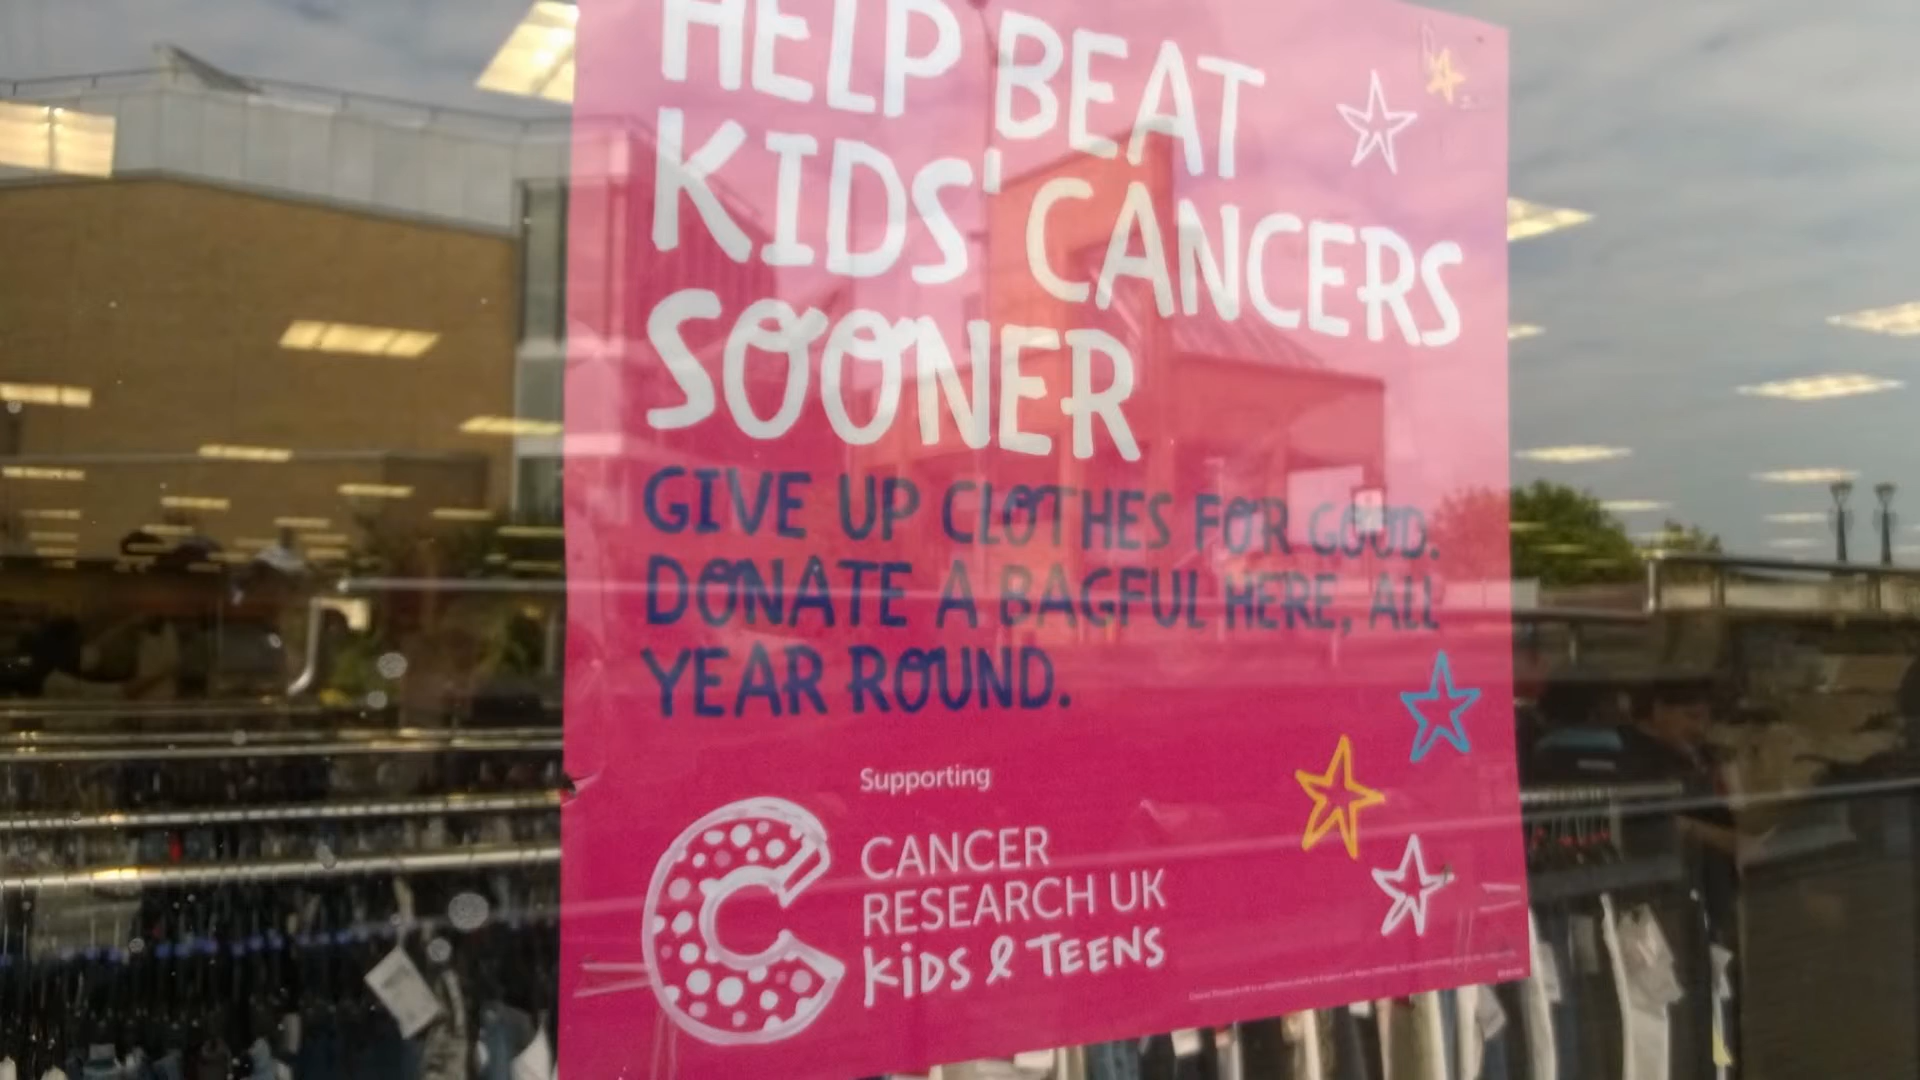 HELP BEAT
KIDS' CANCERS
SOONER
GIVE UP CLOTHES FOR GOOD.
DONATE A BAGFUL HERE, ALL
YEAR ROUND.
Supporting
CANCER
RESEARCH UK
KiDS & TEENS